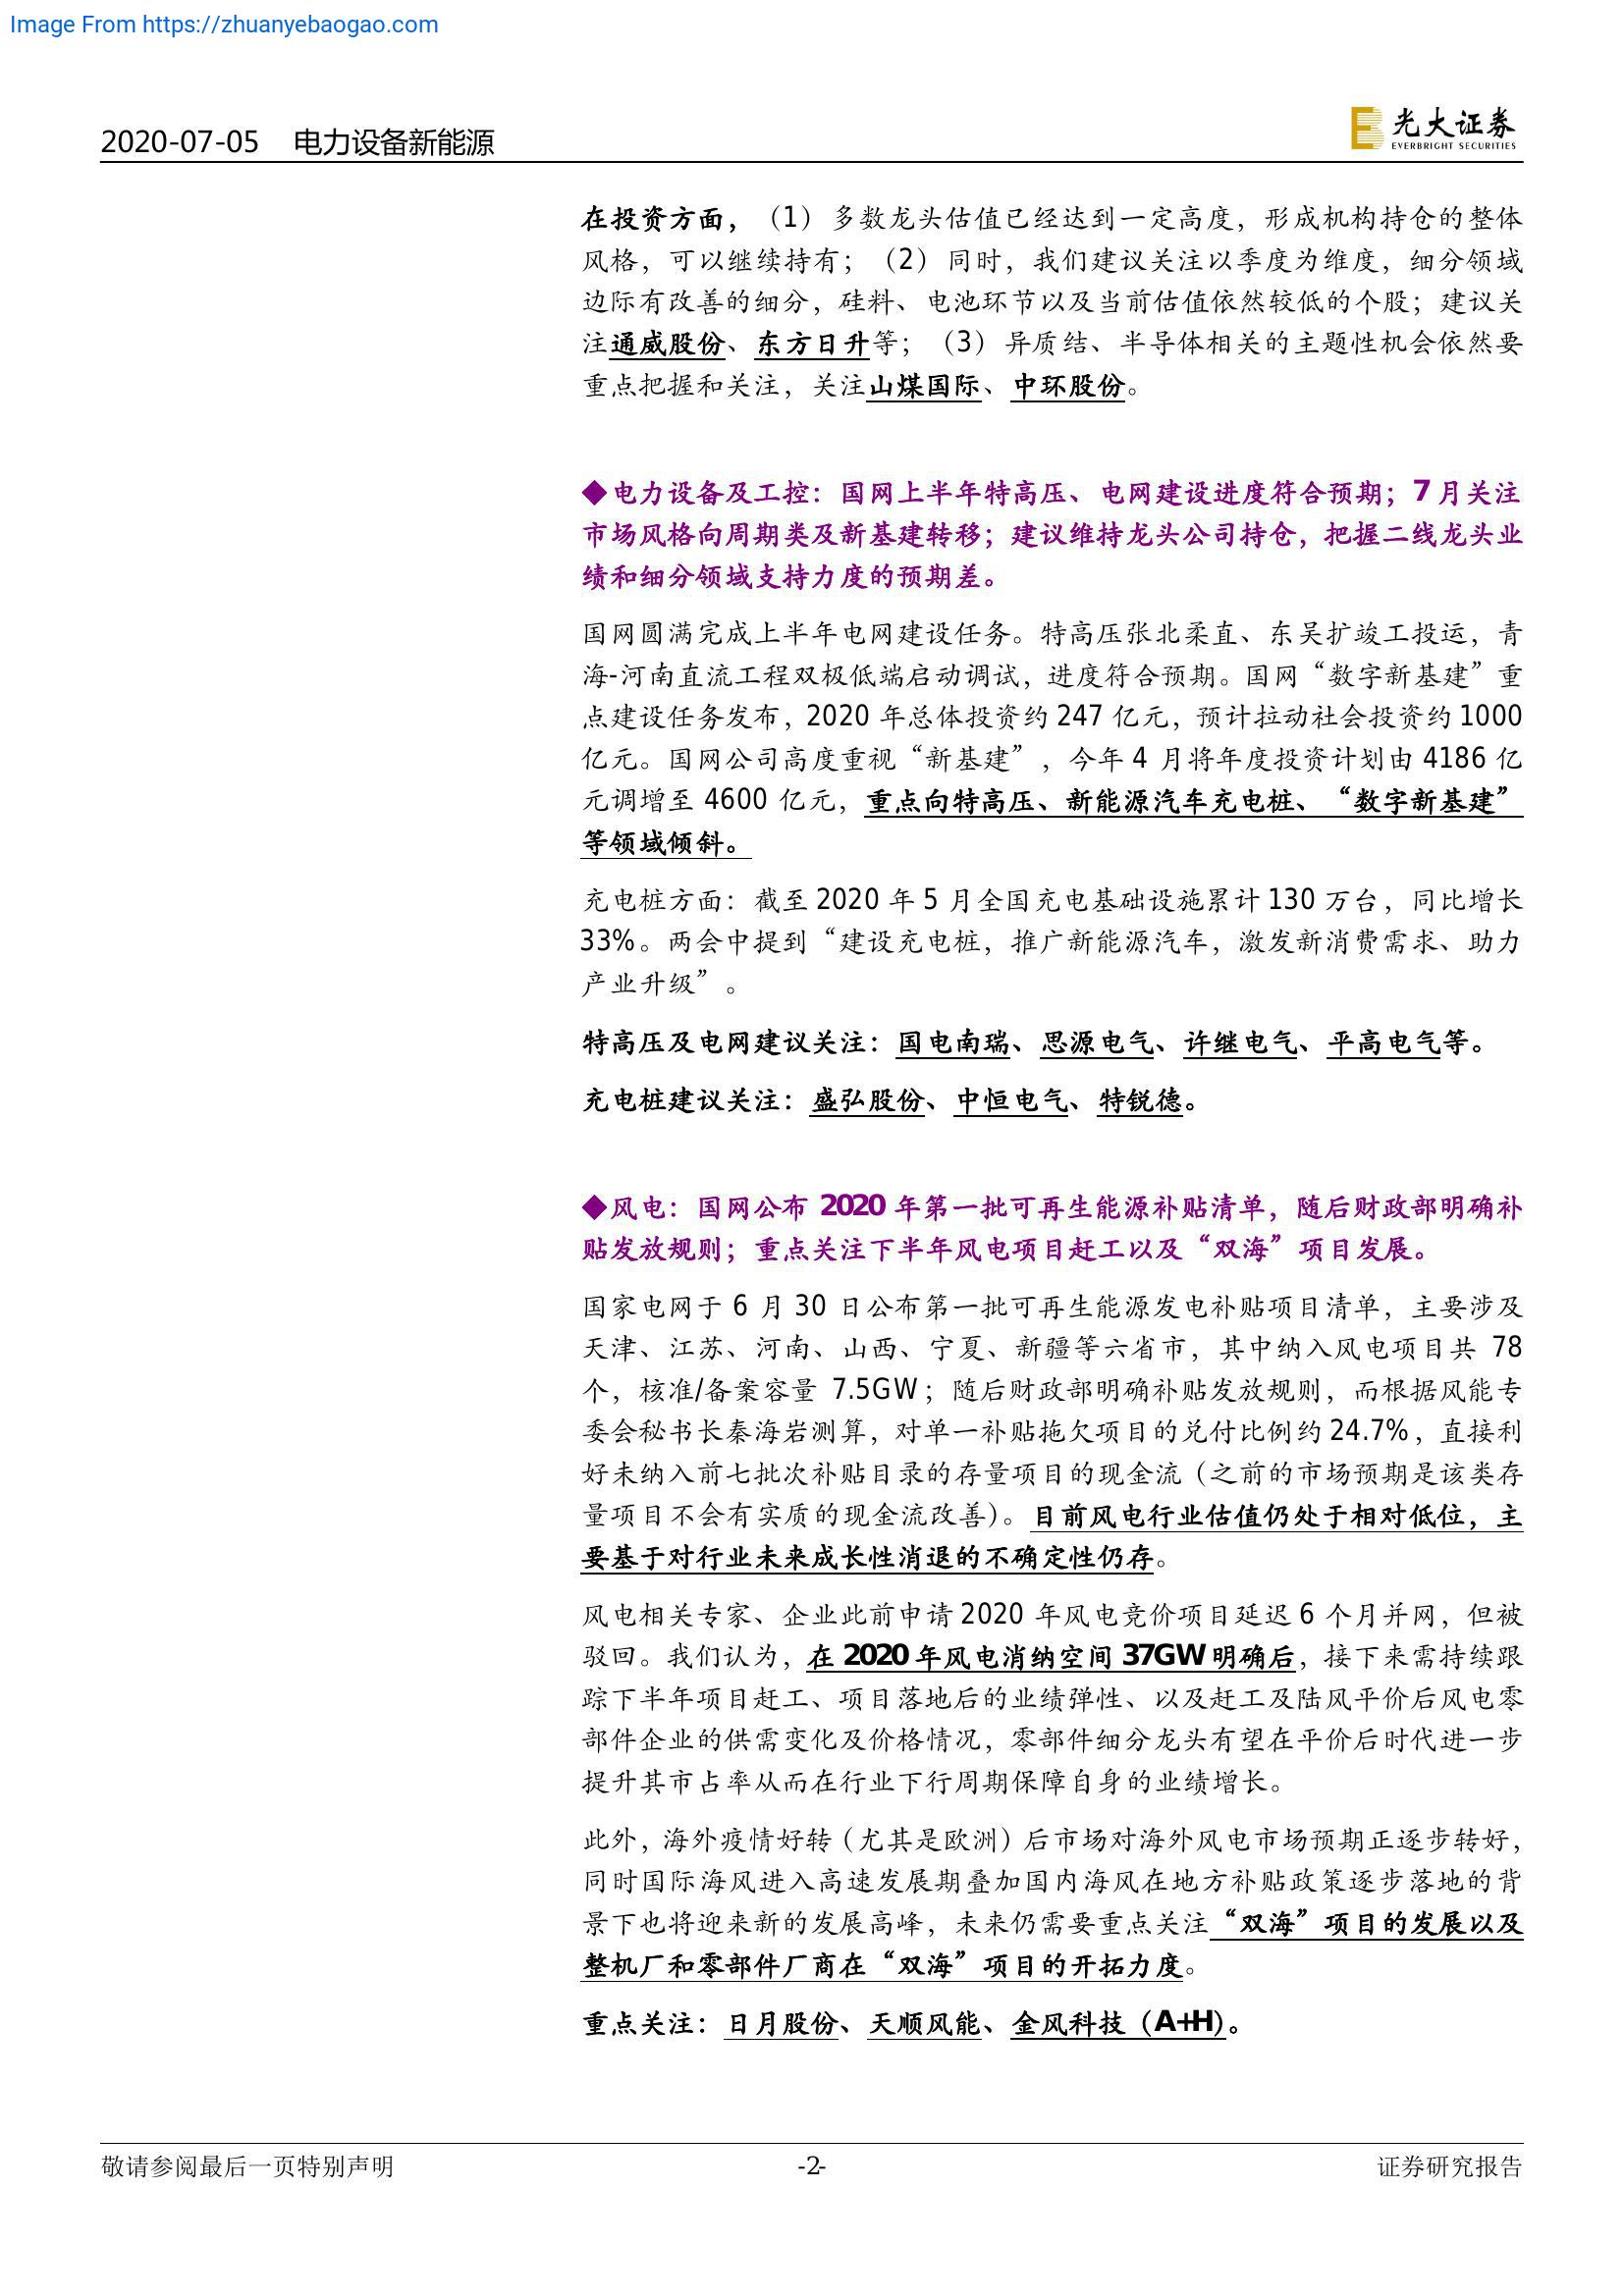 Image From https://zhuanyebaogao.com
2020-07-05 电力设备新能源
光大证券
EVERBRIGHT SECURITIES
在投资方面，（1）多数龙头估值已经达到一定高度，形成机构持仓的整体
风格，可以继续持有；（2）同时，我们建议关注以季度为维度，细分领域
边际有改善的细分，硅料、电池环节以及当前估值依然较低的个股；建议关
注通威股份、东方日升等；（3）异质结、半导体相关的主题性机会依然要
重点把握和关注，关注山煤国际、中环股份。
◆电力设备及工控：国网上半年特高压、电网建设进度符合预期；7 月关注
市场风格向周期类及新基建转移；建议维持龙头公司持仓，把握二线龙头业
绩和细分领域支持力度的预期差。
国网圆满完成上半年电网建设任务。特高压张北柔直、东吴扩竣工投运，青
海-河南直流工程双极低端启动调试，进度符合预期。国网“数字新基建”重
点建设任务发布，2020 年总体投资约 247 亿元，预计拉动社会投资约 1000
亿元。国网公司高度重视“新基建”，今年 4 月将年度投资计划由 4186 亿
元调增至 4600 亿元，重点向特高压、新能源汽车充电桩、“数字新基建”
等领域倾斜。
充电桩方面：截至 2020 年 5 月全国充电基础设施累计 130 万台，同比增长
33%。两会中提到“建设充电桩，推广新能源汽车，激发新消费需求、助力
产业升级”。
特高压及电网建议关注：国电南瑞、思源电气、许继电气、平高电气等。
充电桩建议关注：盛弘股份、中恒电气、特锐德。
◆风电：国网公布 2020 年第一批可再生能源补贴清单，随后财政部明确补
贴发放规则；重点关注下半年风电项目赶工以及“双海”项目发展。
国家电网于 6 月 30 日公布第一批可再生能源发电补贴项目清单，主要涉及
天津、江苏、河南、山西、宁夏、新疆等六省市，其中纳入风电项目共 78
个，核准/备案容量 7.5GW；随后财政部明确补贴发放规则，而根据风能专
委会秘书长秦海岩测算，对单一补贴拖欠项目的兑付比例约 24.7%，直接利
好未纳入前七批次补贴目录的存量项目的现金流（之前的市场预期是该类存
量项目不会有实质的现金流改善）。目前风电行业估值仍处于相对低位，主
要基于对行业未来成长性消退的不确定性仍存。
风电相关专家、企业此前申请 2020 年风电竞价项目延迟 6 个月并网，但被
驳回。我们认为，在 2020 年风电消纳空间 37GW 明确后，接下来需持续跟
踪下半年项目赶工、项目落地后的业绩弹性、以及赶工及陆风平价后风电零
部件企业的供需变化及价格情况，零部件细分龙头有望在平价后时代进一步
提升其市占率从而在行业下行周期保障自身的业绩增长。
此外，海外疫情好转（尤其是欧洲）后市场对海外风电市场预期正逐步转好，
同时国际海风进入高速发展期叠加国内海风在地方补贴政策逐步落地的背
景下也将迎来新的发展高峰，未来仍需要重点关注“双海”项目的发展以及
整机厂和零部件厂商在“双海”项目的开拓力度。
重点关注：日月股份、天顺风能、金风科技（A+H）。
敬请参阅最后一页特别声明 -2- 证券研究报告